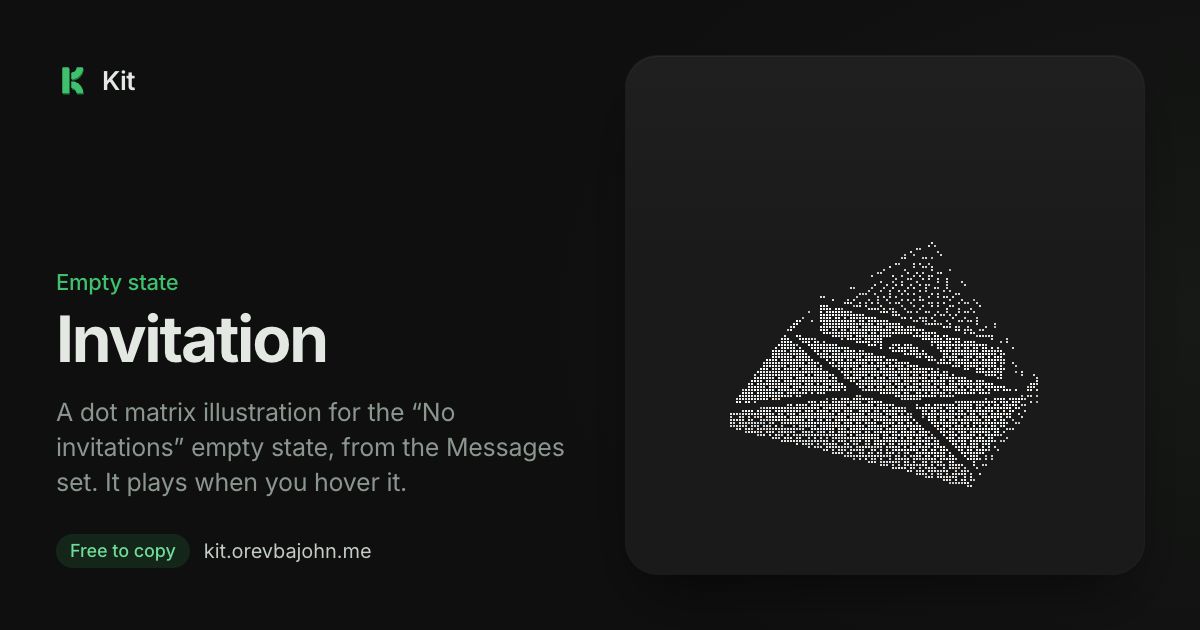 Kit
Empty state
Invitation
A dot matrix illustration for the “No
invitations” empty state, from the Messages
set. It plays when you hover it.
Free to copy
kit.orevbajohn.me